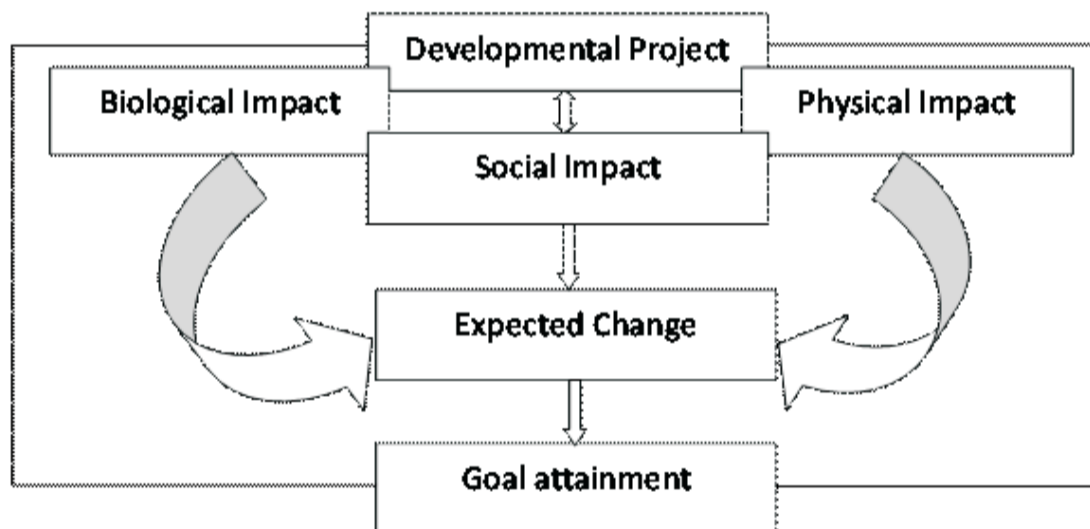 Developmental Project
Biological Impact
Physical Impact
Social Impact
Expected Change
Goal attainment